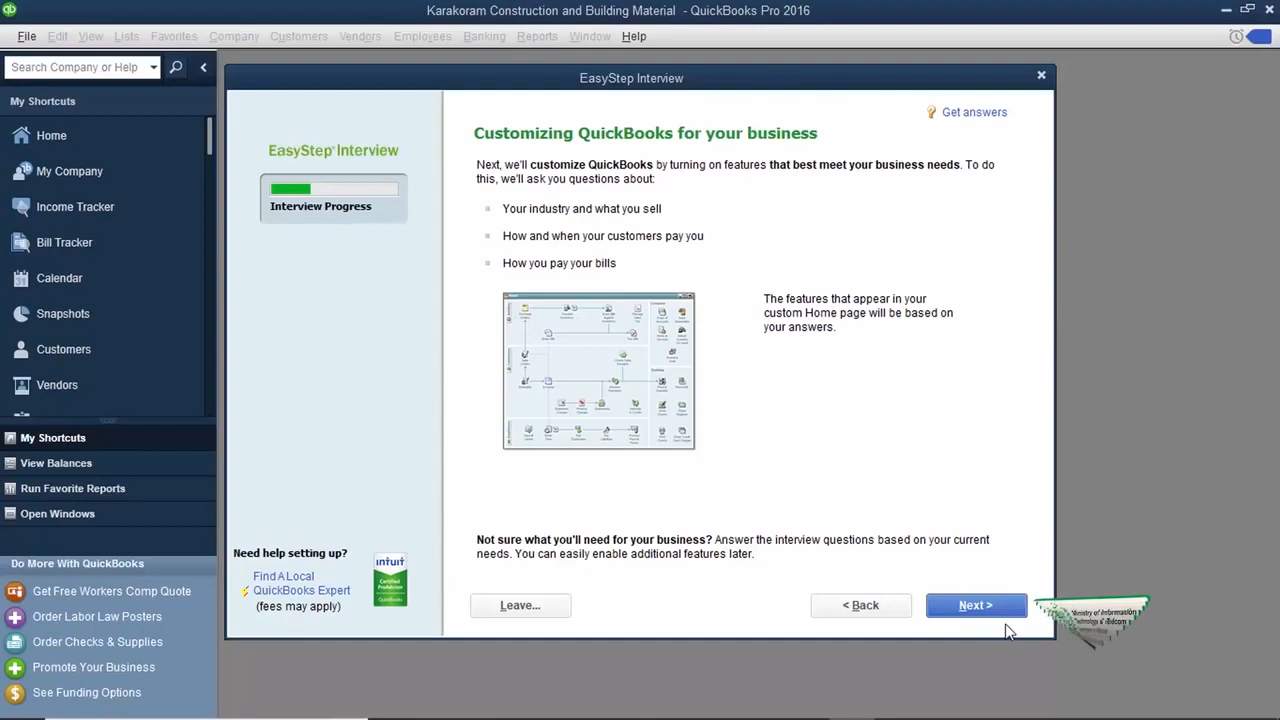 Karakoram Construction and Building Material - QuickBooks Pro 2016
File Edit View Lists Favorites Company Customers Vendors Employees Banking Reports Window Help
Search Company or Help
My Shortcuts
Home
My Company
Income Tracker
Bill Tracker
Calendar
Snapshots
Customers
Vendors
My Shortcuts
View Balances
Run Favorite Reports
Open Windows
Do More With QuickBooks
Get Free Workers Comp Quote
Order Labor Law Posters
Order Checks & Supplies
Promote Your Business
See Funding Options
EasyStep Interview
EasyStep Interview
Interview Progress
Need help setting up?
Find A Local
QuickBooks Expert
(fees may apply)
INTUIT
Certified
ProAdvisor
QuickBooks
Get answers
Customizing QuickBooks for your business
Next, we'll customize QuickBooks by turning on features that best meet your business needs. To do
this, we'll ask you questions about:
Your industry and what you sell
How and when your customers pay you
How you pay your bills
The features that appear in your
custom Home page will be based on
your answers.
Not sure what you'll need for your business? Answer the interview questions based on your current
needs. You can easily enable additional features later.
Leave...
< Back
Next >
Ministry of Information
Technology & Telecom